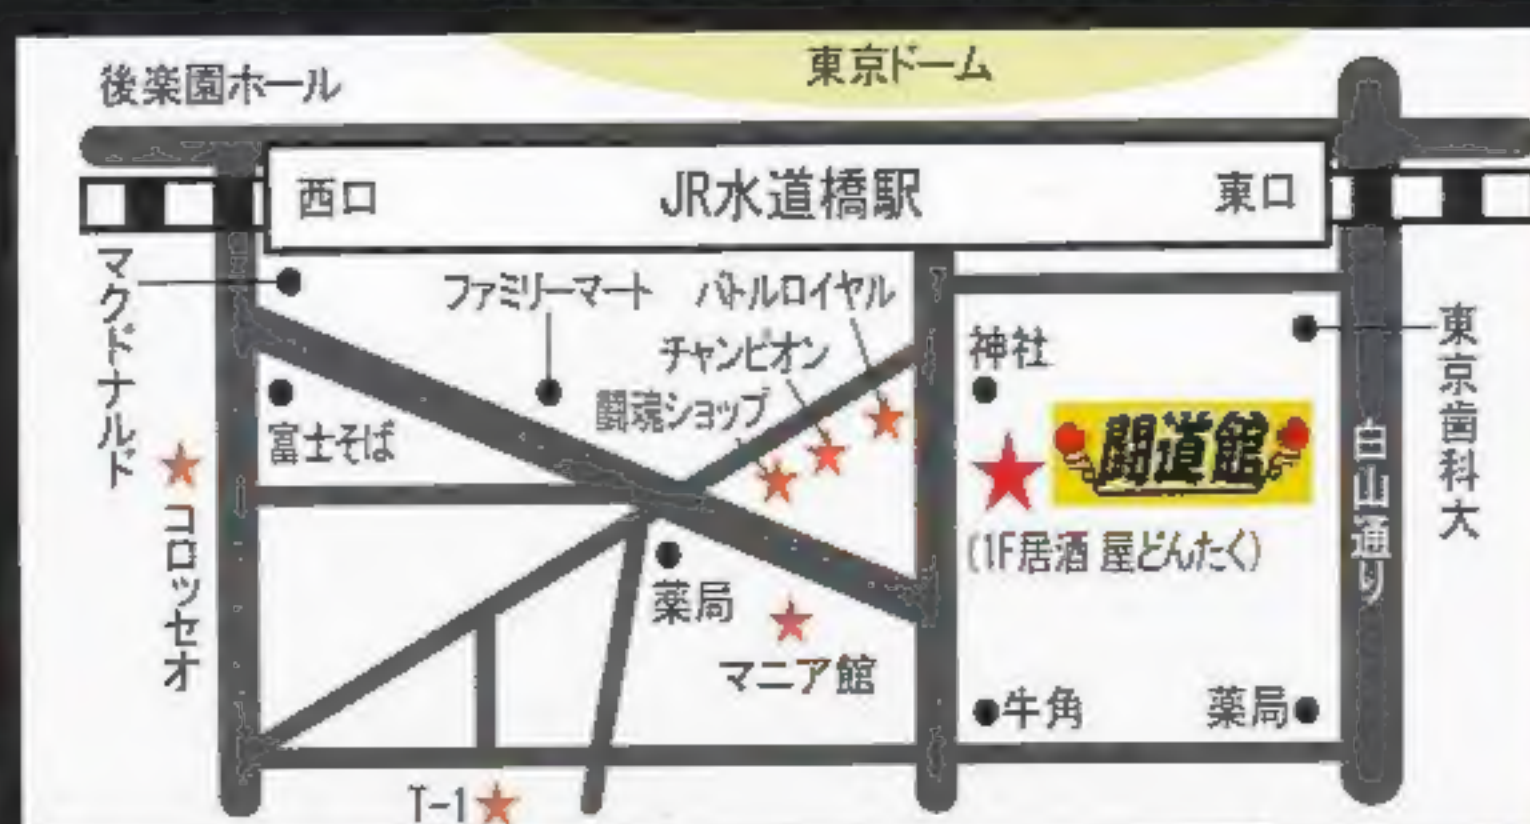 後楽園ホール
東京ドーム
西口
JR水道橋駅
東口
マクドナルド
ファミリーマート
バトルロイヤル
チャンピオン
闘魂ショップ
神社
東京歯科大
富士そば
闘道館
白山通り
コロッセオ
(1F居酒屋どんたく)
薬局
マニア館
牛角
薬局
T-1